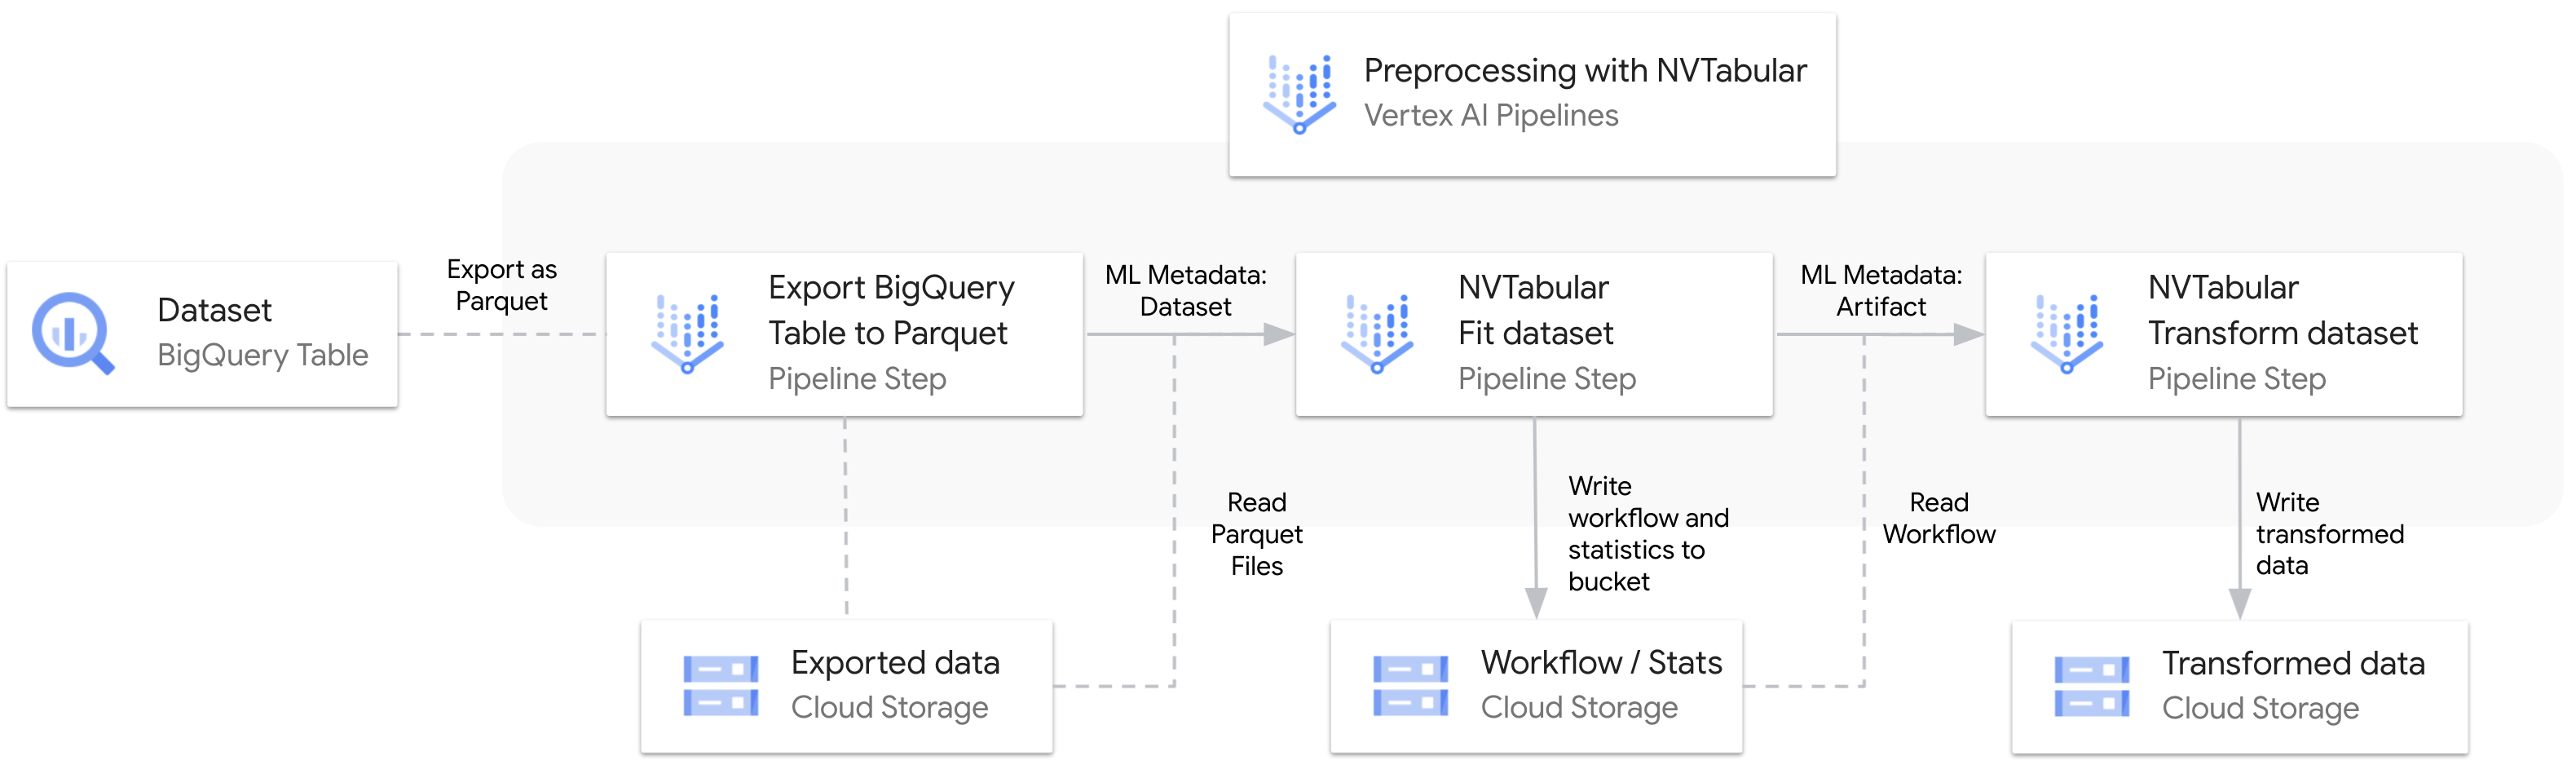 Preprocessing with NVTabular
Vertex AI Pipelines
Dataset
BigQuery Table
Export as
Parquet
Export BigQuery
Table to Parquet
Pipeline Step
ML Metadata:
Dataset
NVTabular
Fit dataset
Pipeline Step
ML Metadata:
Artifact
NVTabular
Transform dataset
Pipeline Step
Read
Parquet
Files
Write
workflow and
statistics to
bucket
Read
Workflow
Write
transformed
data
Exported data
Cloud Storage
Workflow / Stats
Cloud Storage
Transformed data
Cloud Storage